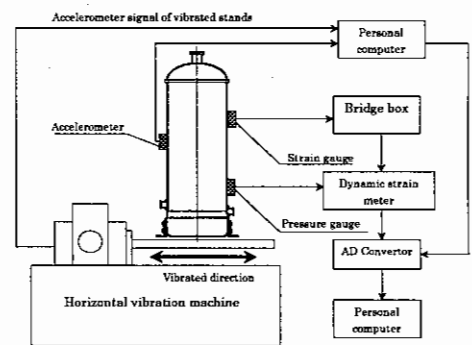 Accelerometer signal of vibrated stands
Personal
computer
Accelerometer
Bridge box
Strain gauge
Dynamic strain
meter
Pressure gauge
AD Convertor
Vibrated direction
Horizontal vibration machine
Personal
computer